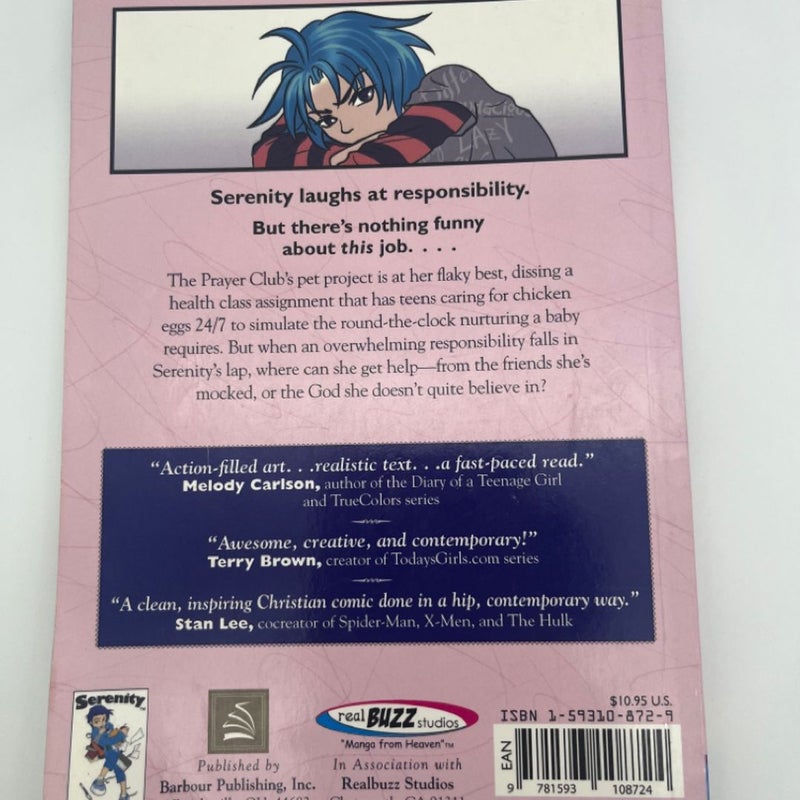 LAZY
Serenity laughs at responsibility.
But there's nothing funny
about this job. . . .
The Prayer Club's pet project is at her flaky best, dissing a
health class assignment that has teens caring for chicken
eggs 24/7 to simulate the round-the-clock nurturing a baby
requires. But when an overwhelming responsibility falls in
Serenity's lap, where can she get help—from the friends she's
mocked, or the God she doesn't quite believe in?
“Action-filled art. . .realistic text. . .a fast-paced read.”
Melody Carlson, author of the Diary of a Teenage Girl
and TrueColors series
“Awesome, creative, and contemporary!”
Terry Brown, creator of TodaysGirls.com series
“A clean, inspiring Christian comic done in a hip, contemporary way.”
Stan Lee, cocreator of Spider-Man, X-Men, and The Hulk
Serenity
Published by
Barbour Publishing, Inc.
real BUZZ studios
"Manga from Heaven"™
In Association with
Realbuzz Studios
$10.95 U.S.
ISBN 1-59310-872-9
EAN
9 781593 108724